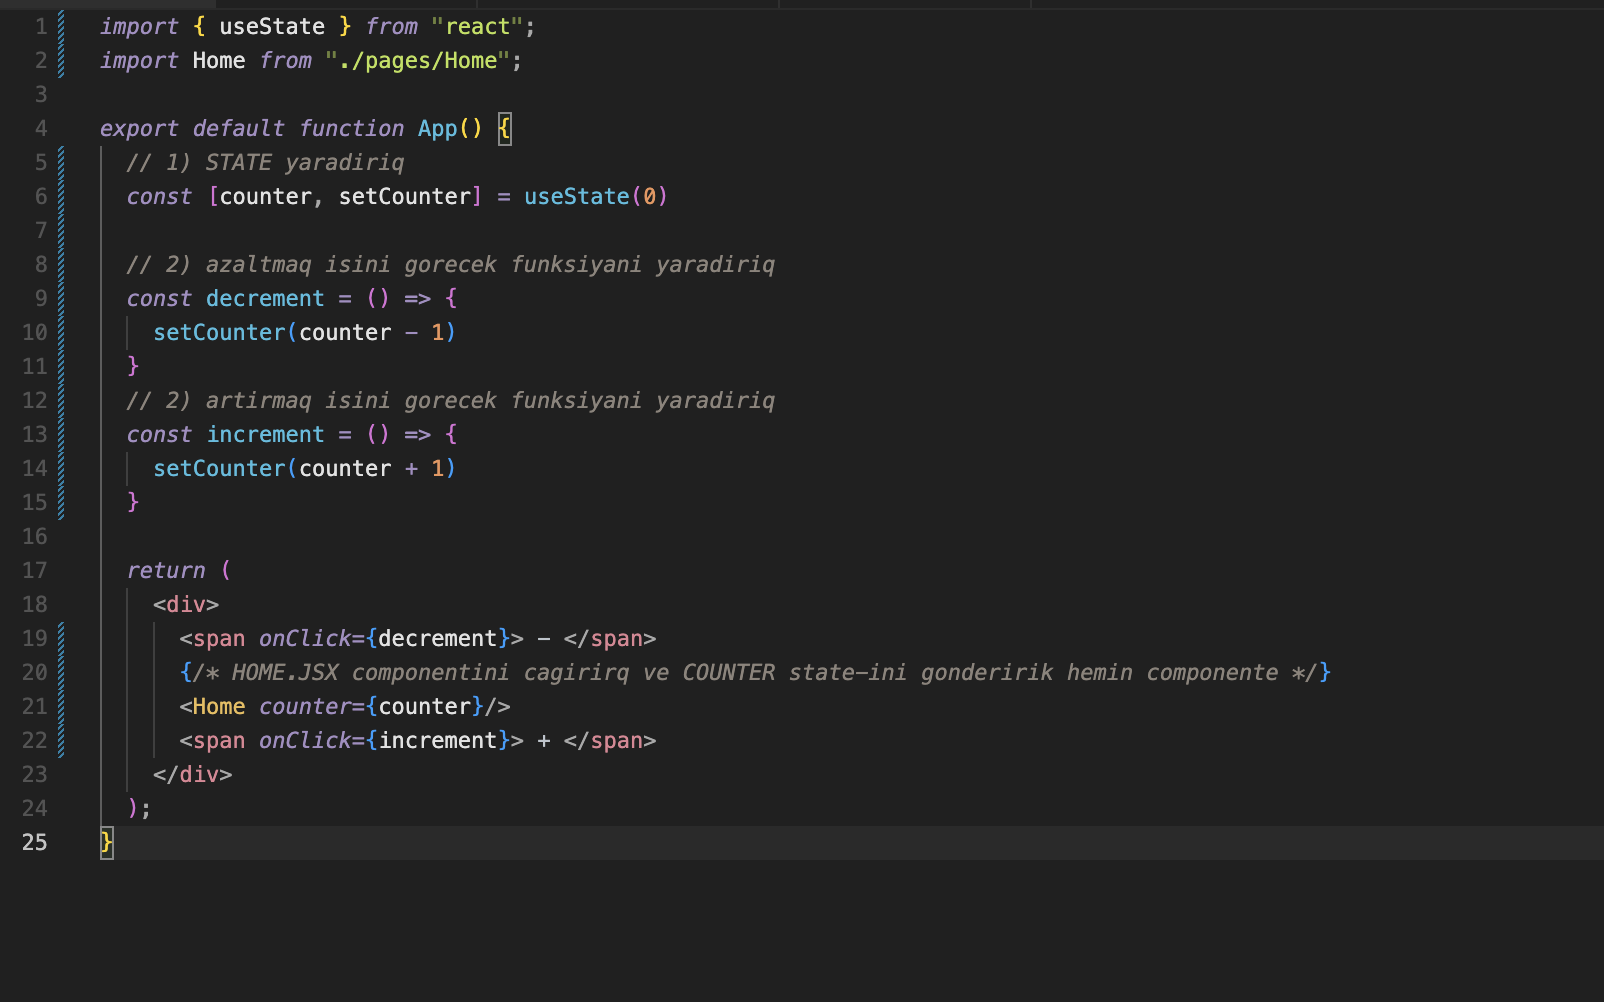 1 import { useState } from "react";
2 import Home from "./pages/Home";
3
4 export default function App() {
5   // 1) STATE yaradiriq
6   const [counter, setCounter] = useState(0)
7
8   // 2) azaltmaq isini gorecek funksiyani yaradiriq
9   const decrement = () => {
10     setCounter(counter - 1)
11   }
12   // 2) artirmaq isini gorecek funksiyani yaradiriq
13   const increment = () => {
14     setCounter(counter + 1)
15   }
16
17   return (
18     <div>
19       <span onClick={decrement}> - </span>
20       {/* HOME.JSX componentini cagirirq ve COUNTER state-ini gonderirik hemin componente */}
21       <Home counter={counter}/>
22       <span onClick={increment}> + </span>
23     </div>
24   );
25 }